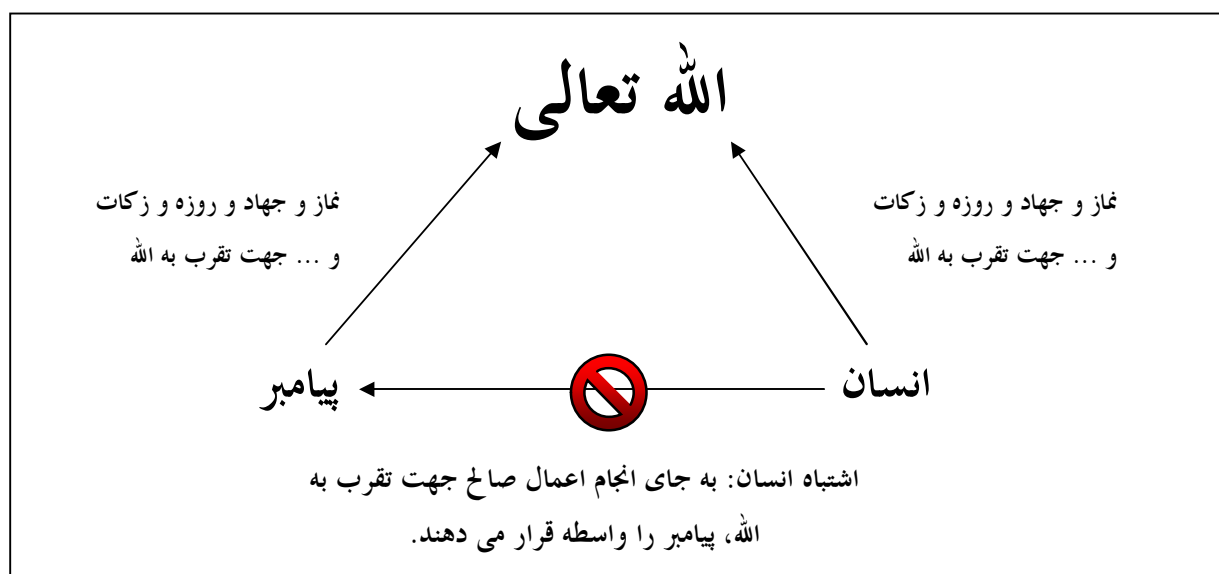 الله تعالی
نماز و جهاد و روزه و زکات
و ... جهت تقرب به الله
نماز و جهاد و روزه و زکات
و ... جهت تقرب به الله
انسان
پیامبر
اشتباه انسان: به جای انجام اعمال صالح جهت تقرب به
الله، پیامبر را واسطه قرار می دهند.